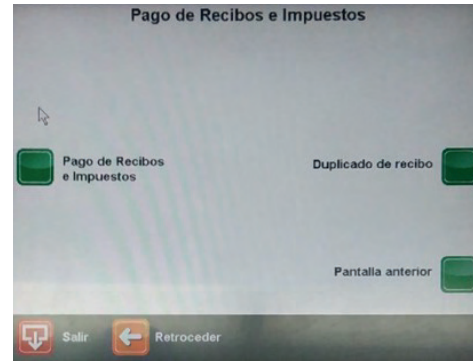 Pago de Recibos e Impuestos
Pago de Recibos
e Impuestos
Duplicado de recibo
Pantalla anterior
Salir
Retroceder